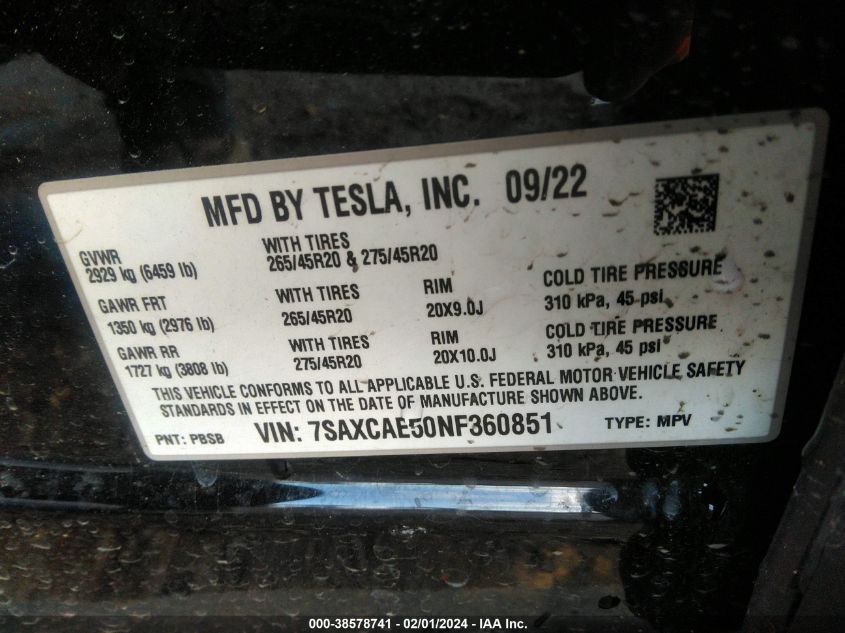 MFD BY TESLA, INC. 09/22
GVWR
2929 kg (6459 lb)
WITH TIRES
265/45R20 & 275/45R20
GAWR FRT
1350 kg (2976 lb)
WITH TIRES
265/45R20
RIM
20X9.0J
COLD TIRE PRESSURE
310 kPa, 45 psi
GAWR RR
1727 kg (3808 lb)
WITH TIRES
275/45R20
RIM
20X10.0J
COLD TIRE PRESSURE
310 kPa, 45 psi
THIS VEHICLE CONFORMS TO ALL APPLICABLE U.S. FEDERAL MOTOR VEHICLE SAFETY
STANDARDS IN EFFECT ON THE DATE OF MANUFACTURE SHOWN ABOVE.
PNT: PBSB VIN: 7SAXCAE50NF360851 TYPE: MPV
000-38578741 - 02/01/2024 - IAA Inc.